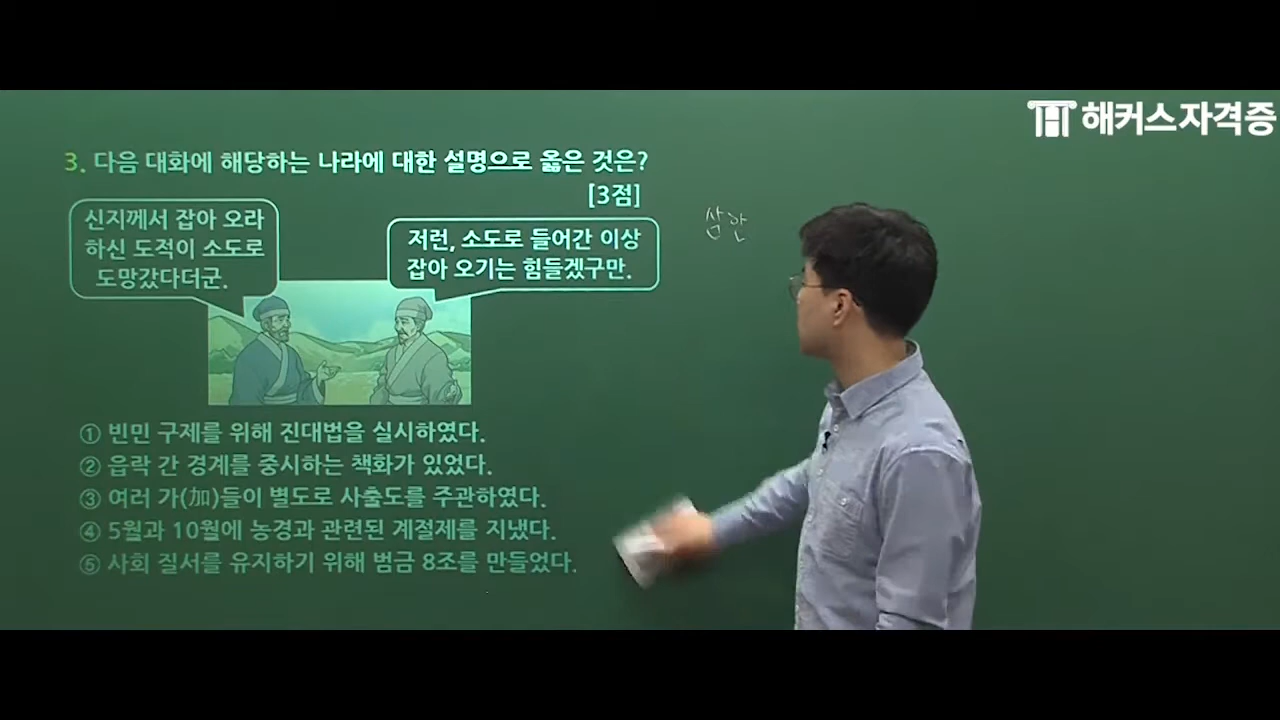 해커스자격증
3. 다음 대화에 해당하는 나라에 대한 설명으로 옳은 것은?
[3점]
신지께서 잡아 오라
하신 도적이 소도로
도망갔다더군.
저런, 소도로 들어간 이상
잡아 오기는 힘들겠구만.
삼한
① 빈민 구제를 위해 진대법을 실시하였다.
② 읍락 간 경계를 중시하는 책화가 있었다.
③ 여러 가(加)들이 별도로 사출도를 주관하였다.
④ 5월과 10월에 농경과 관련된 계절제를 지냈다.
⑤ 사회 질서를 유지하기 위해 범금 8조를 만들었다.